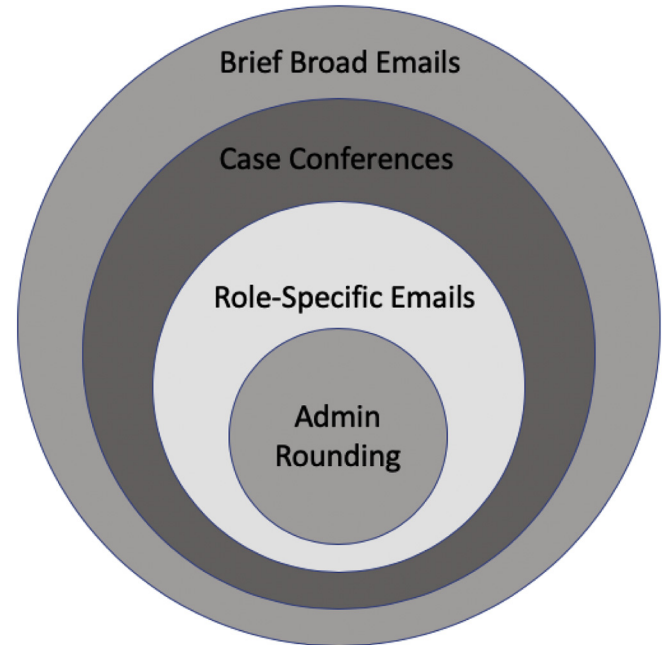 Brief Broad Emails
Case Conferences
Role-Specific Emails
Admin
Rounding